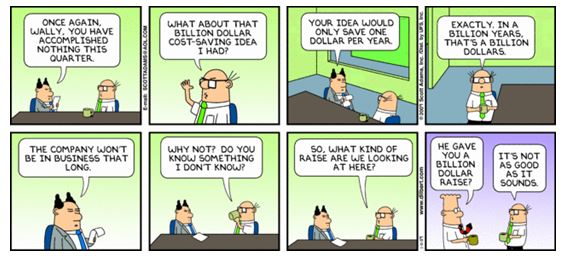 ONCE AGAIN,
WALLY, YOU HAVE
ACCOMPLISHED
NOTHING THIS
QUARTER.
WHAT ABOUT THAT
BILLION DOLLAR
COST-SAVING IDEA
I HAD?
YOUR IDEA WOULD
ONLY SAVE ONE
DOLLAR PER YEAR.
EXACTLY. IN A
BILLION YEARS,
THAT'S A BILLION
DOLLARS.
THE COMPANY WON'T
BE IN BUSINESS THAT
LONG.
WHY NOT? DO YOU
KNOW SOMETHING
I DON'T KNOW?
SO, WHAT KIND OF
RAISE ARE WE LOOKING
AT HERE?
HE GAVE
YOU A
BILLION
DOLLAR
RAISE?
IT'S NOT
AS GOOD
AS IT
SOUNDS.
www.dilbert.com